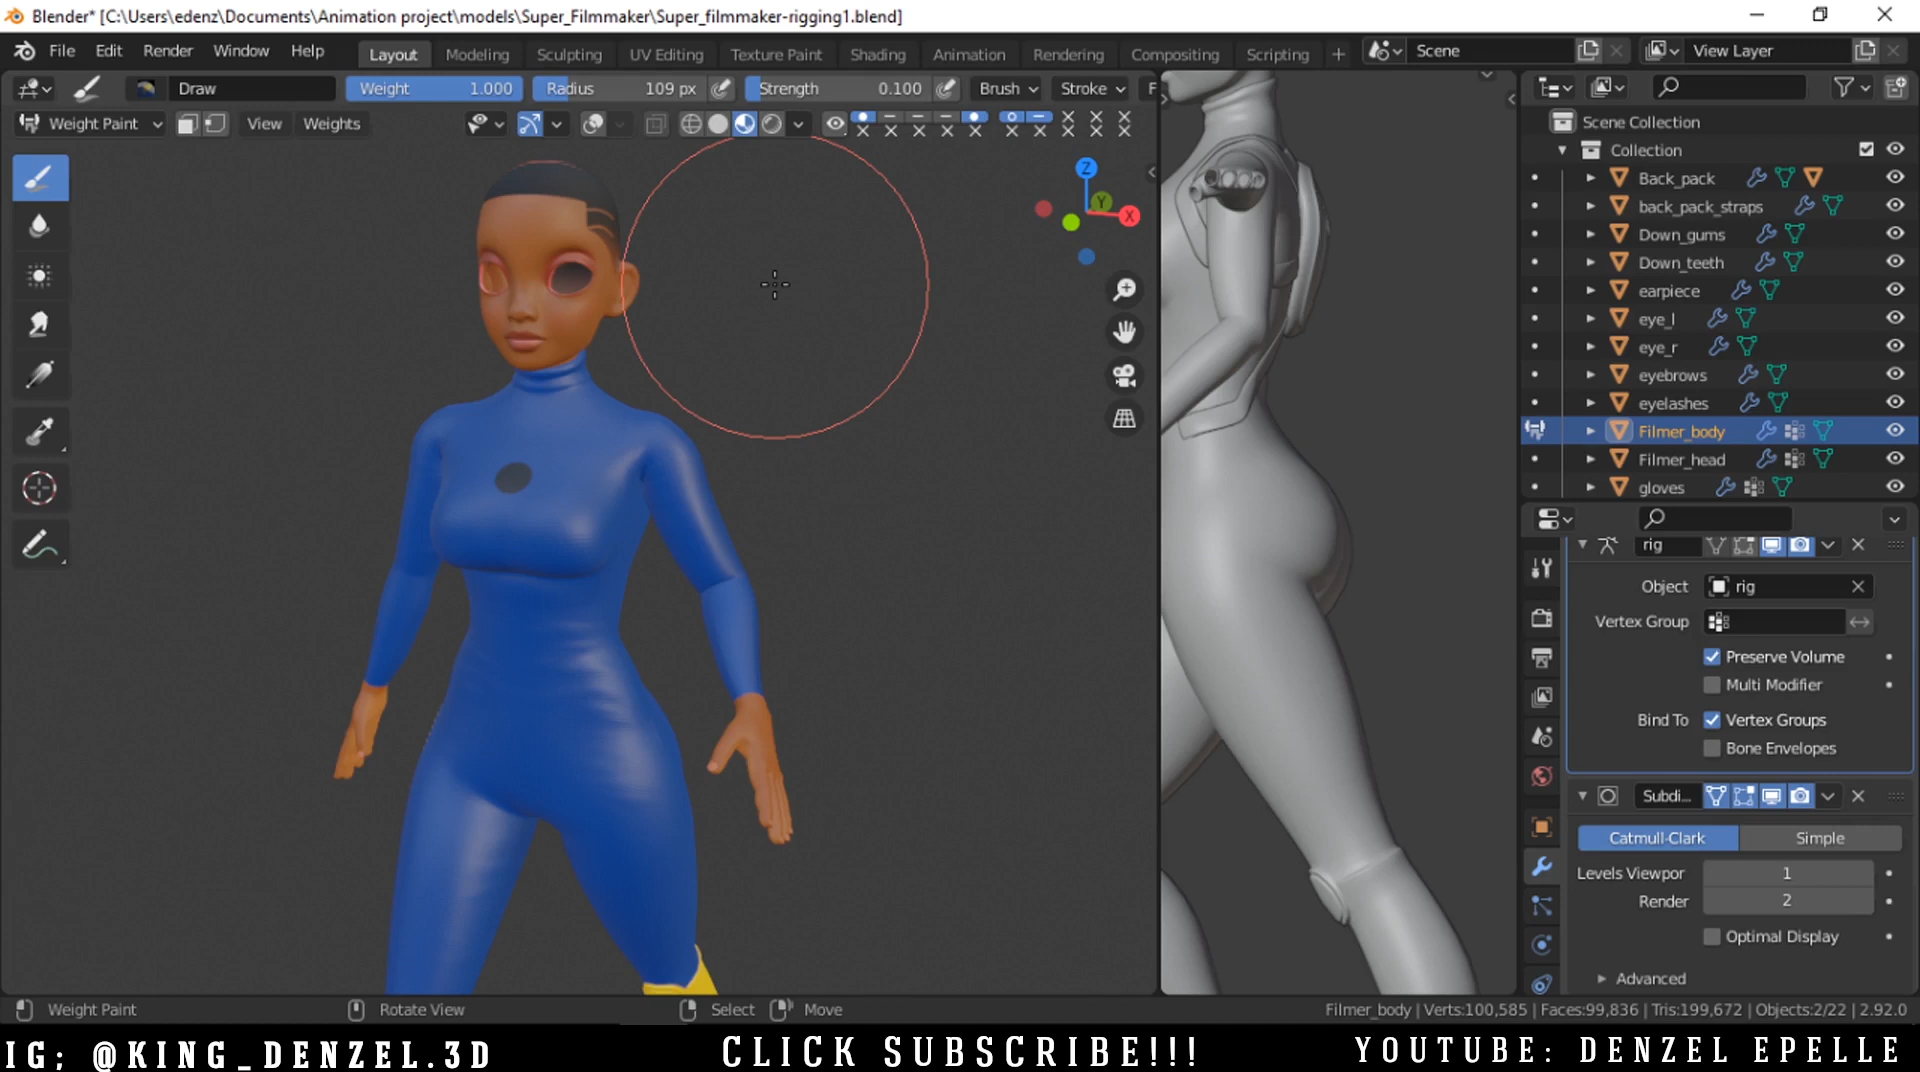 Blender* [C:\Users\edenz\Documents\Animation project\models\Super_Filmmaker\Super_filmmaker-rigging1.blend]
File Edit Render Window Help Layout Modeling Sculpting UV Editing Texture Paint Shading Animation Rendering Compositing Scripting + Scene View Layer
Draw Weight 1.000 Radius 109 px Strength 0.100 Brush Stroke F
Weight Paint View Weights
Z
Y
X
Scene Collection
Collection
Back_pack
back_pack_straps
Down_gums
Down_teeth
earpiece
eye_l
eye_r
eyebrows
eyelashes
Filmer_body
Filmer_head
gloves
rig
Object rig
Vertex Group
Preserve Volume
Multi Modifier
Bind To Vertex Groups
Bone Envelopes
Subdi...
Catmull-Clark Simple
Levels Viewpor 1
Render 2
Optimal Display
Advanced
Weight Paint Rotate View Select Move Filmer_body | Verts:100,585 | Faces:99,836 | Tris:199,672 | Objects:2/22 | 2.92.0
IG; @KING_DENZEL.3D CLICK SUBSCRIBE!!! YOUTUBE: DENZEL EPELLE